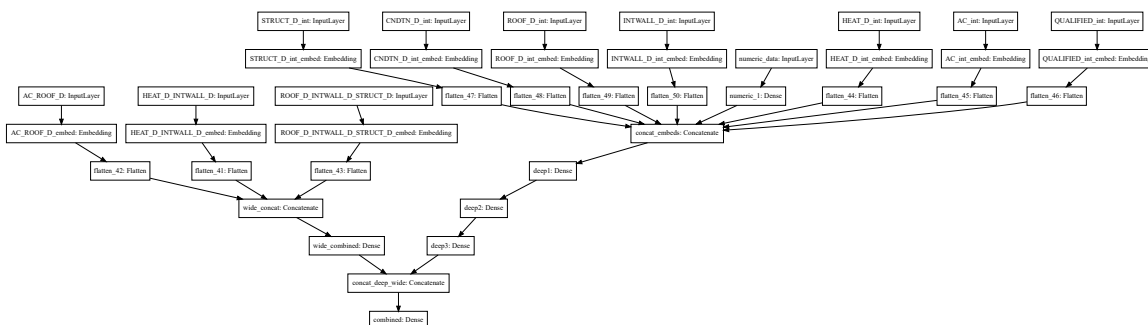 STRUCT_D_int: InputLayer
CNDTN_D_int: InputLayer
ROOF_D_int: InputLayer
INTWALL_D_int: InputLayer
HEAT_D_int: InputLayer
AC_int: InputLayer
QUALIFIED_int: InputLayer
STRUCT_D_int_embed: Embedding
CNDTN_D_int_embed: Embedding
ROOF_D_int_embed: Embedding
INTWALL_D_int_embed: Embedding
numeric_data: InputLayer
HEAT_D_int_embed: Embedding
AC_int_embed: Embedding
QUALIFIED_int_embed: Embedding
AC_ROOF_D: InputLayer
HEAT_D_INTWALL_D: InputLayer
ROOF_D_INTWALL_D_STRUCT_D: InputLayer
flatten_47: Flatten
flatten_48: Flatten
flatten_49: Flatten
flatten_50: Flatten
numeric_1: Dense
flatten_44: Flatten
flatten_45: Flatten
flatten_46: Flatten
AC_ROOF_D_embed: Embedding
HEAT_D_INTWALL_D_embed: Embedding
ROOF_D_INTWALL_D_STRUCT_D_embed: Embedding
concat_embeds: Concatenate
flatten_42: Flatten
flatten_41: Flatten
flatten_43: Flatten
deep1: Dense
wide_concat: Concatenate
deep2: Dense
wide_combined: Dense
deep3: Dense
concat_deep_wide: Concatenate
combined: Dense